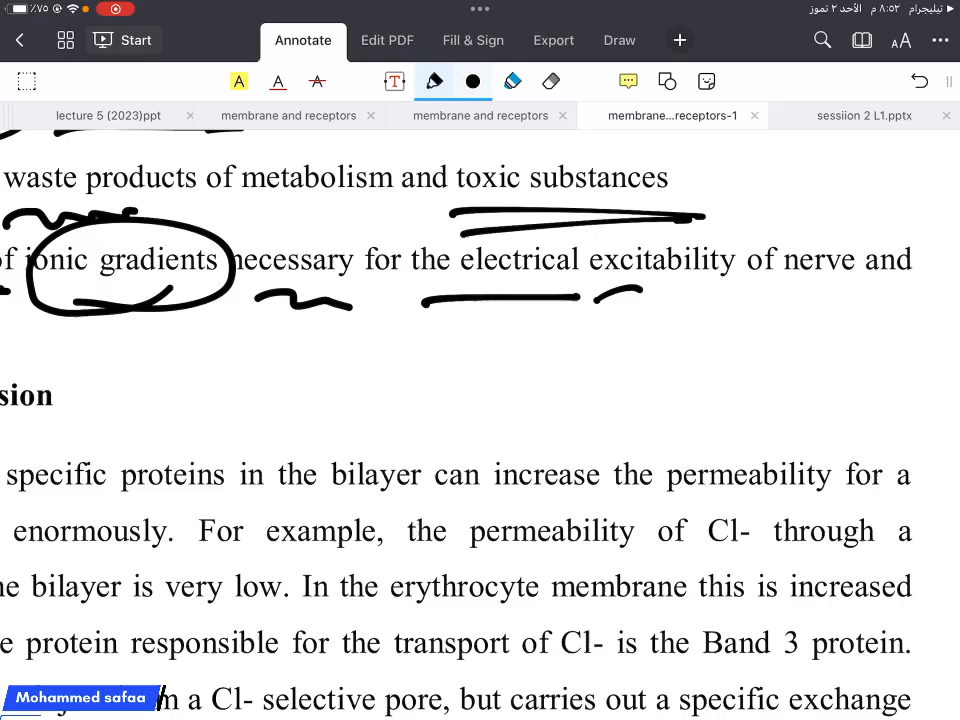 ٪٧٥ تيليجرام ٨:٥٢ م الأحد ٢ تموز
Start Annotate Edit PDF Fill & Sign Export Draw
lecture 5 (2023)ppt membrane and receptors membrane and receptors membrane...receptors-1 sessiion 2 L1.pptx
waste products of metabolism and toxic substances
of ionic gradients necessary for the electrical excitability of nerve and
sion
specific proteins in the bilayer can increase the permeability for a
enormously. For example, the permeability of Cl- through a
ne bilayer is very low. In the erythrocyte membrane this is increased
e protein responsible for the transport of Cl- is the Band 3 protein.
m a Cl- selective pore, but carries out a specific exchange
Mohammed safaa